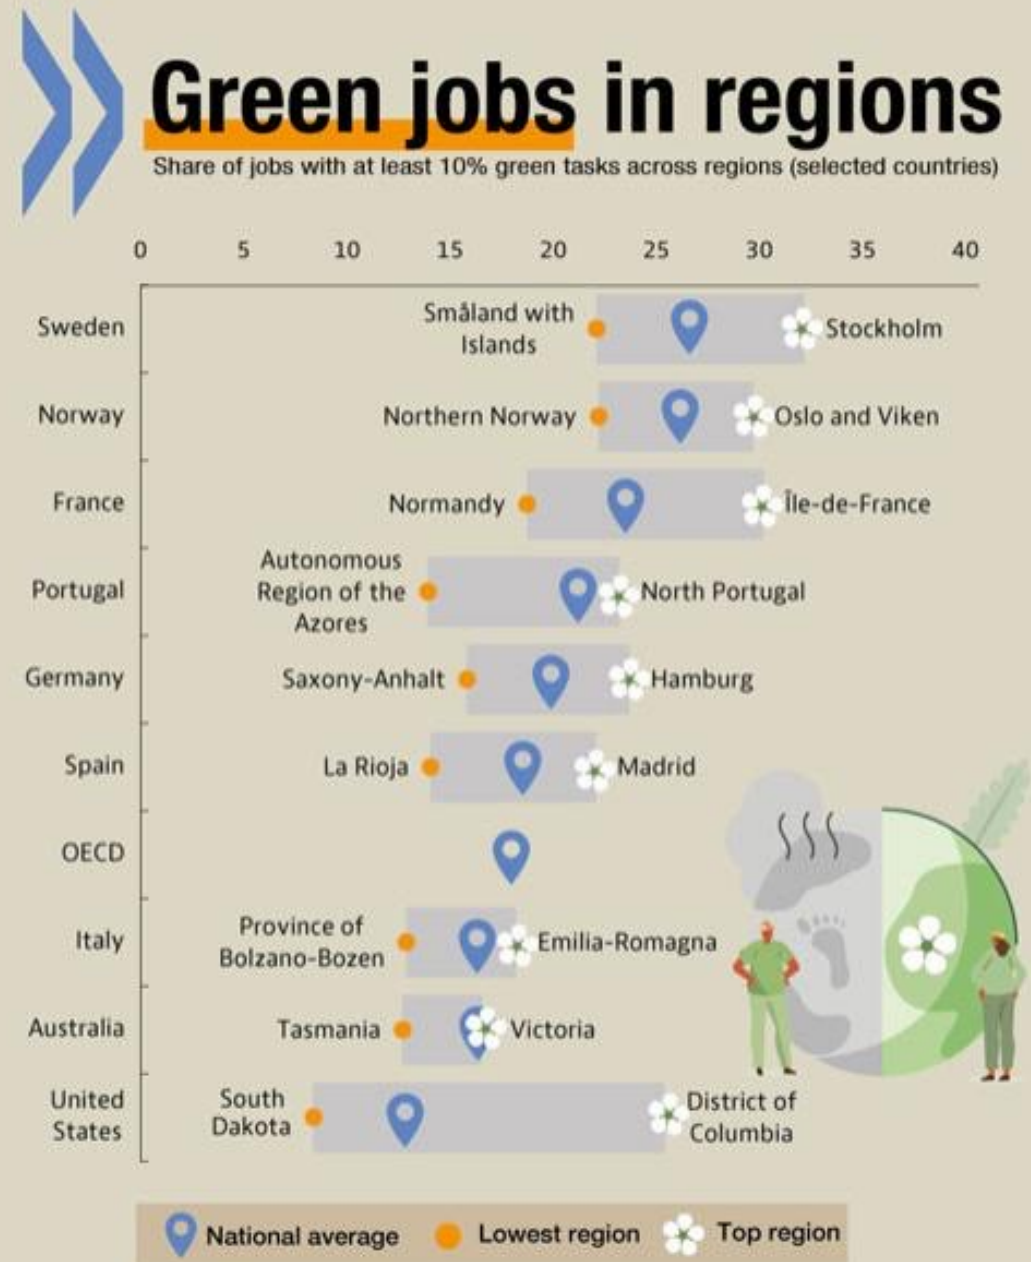 Green jobs in regions
Share of jobs with at least 10% green tasks across regions (selected countries)
0 5 10 15 20 25 30 35 40
Sweden
Småland with
Islands
Stockholm
Norway
Northern Norway
Oslo and Viken
France
Normandy
Île-de-France
Portugal
Autonomous
Region of the
Azores
North Portugal
Germany
Saxony-Anhalt
Hamburg
Spain
La Rioja
Madrid
OECD
Italy
Province of
Bolzano-Bozen
Emilia-Romagna
Australia
Tasmania
Victoria
United
States
South
Dakota
District of
Columbia
National average
Lowest region
Top region